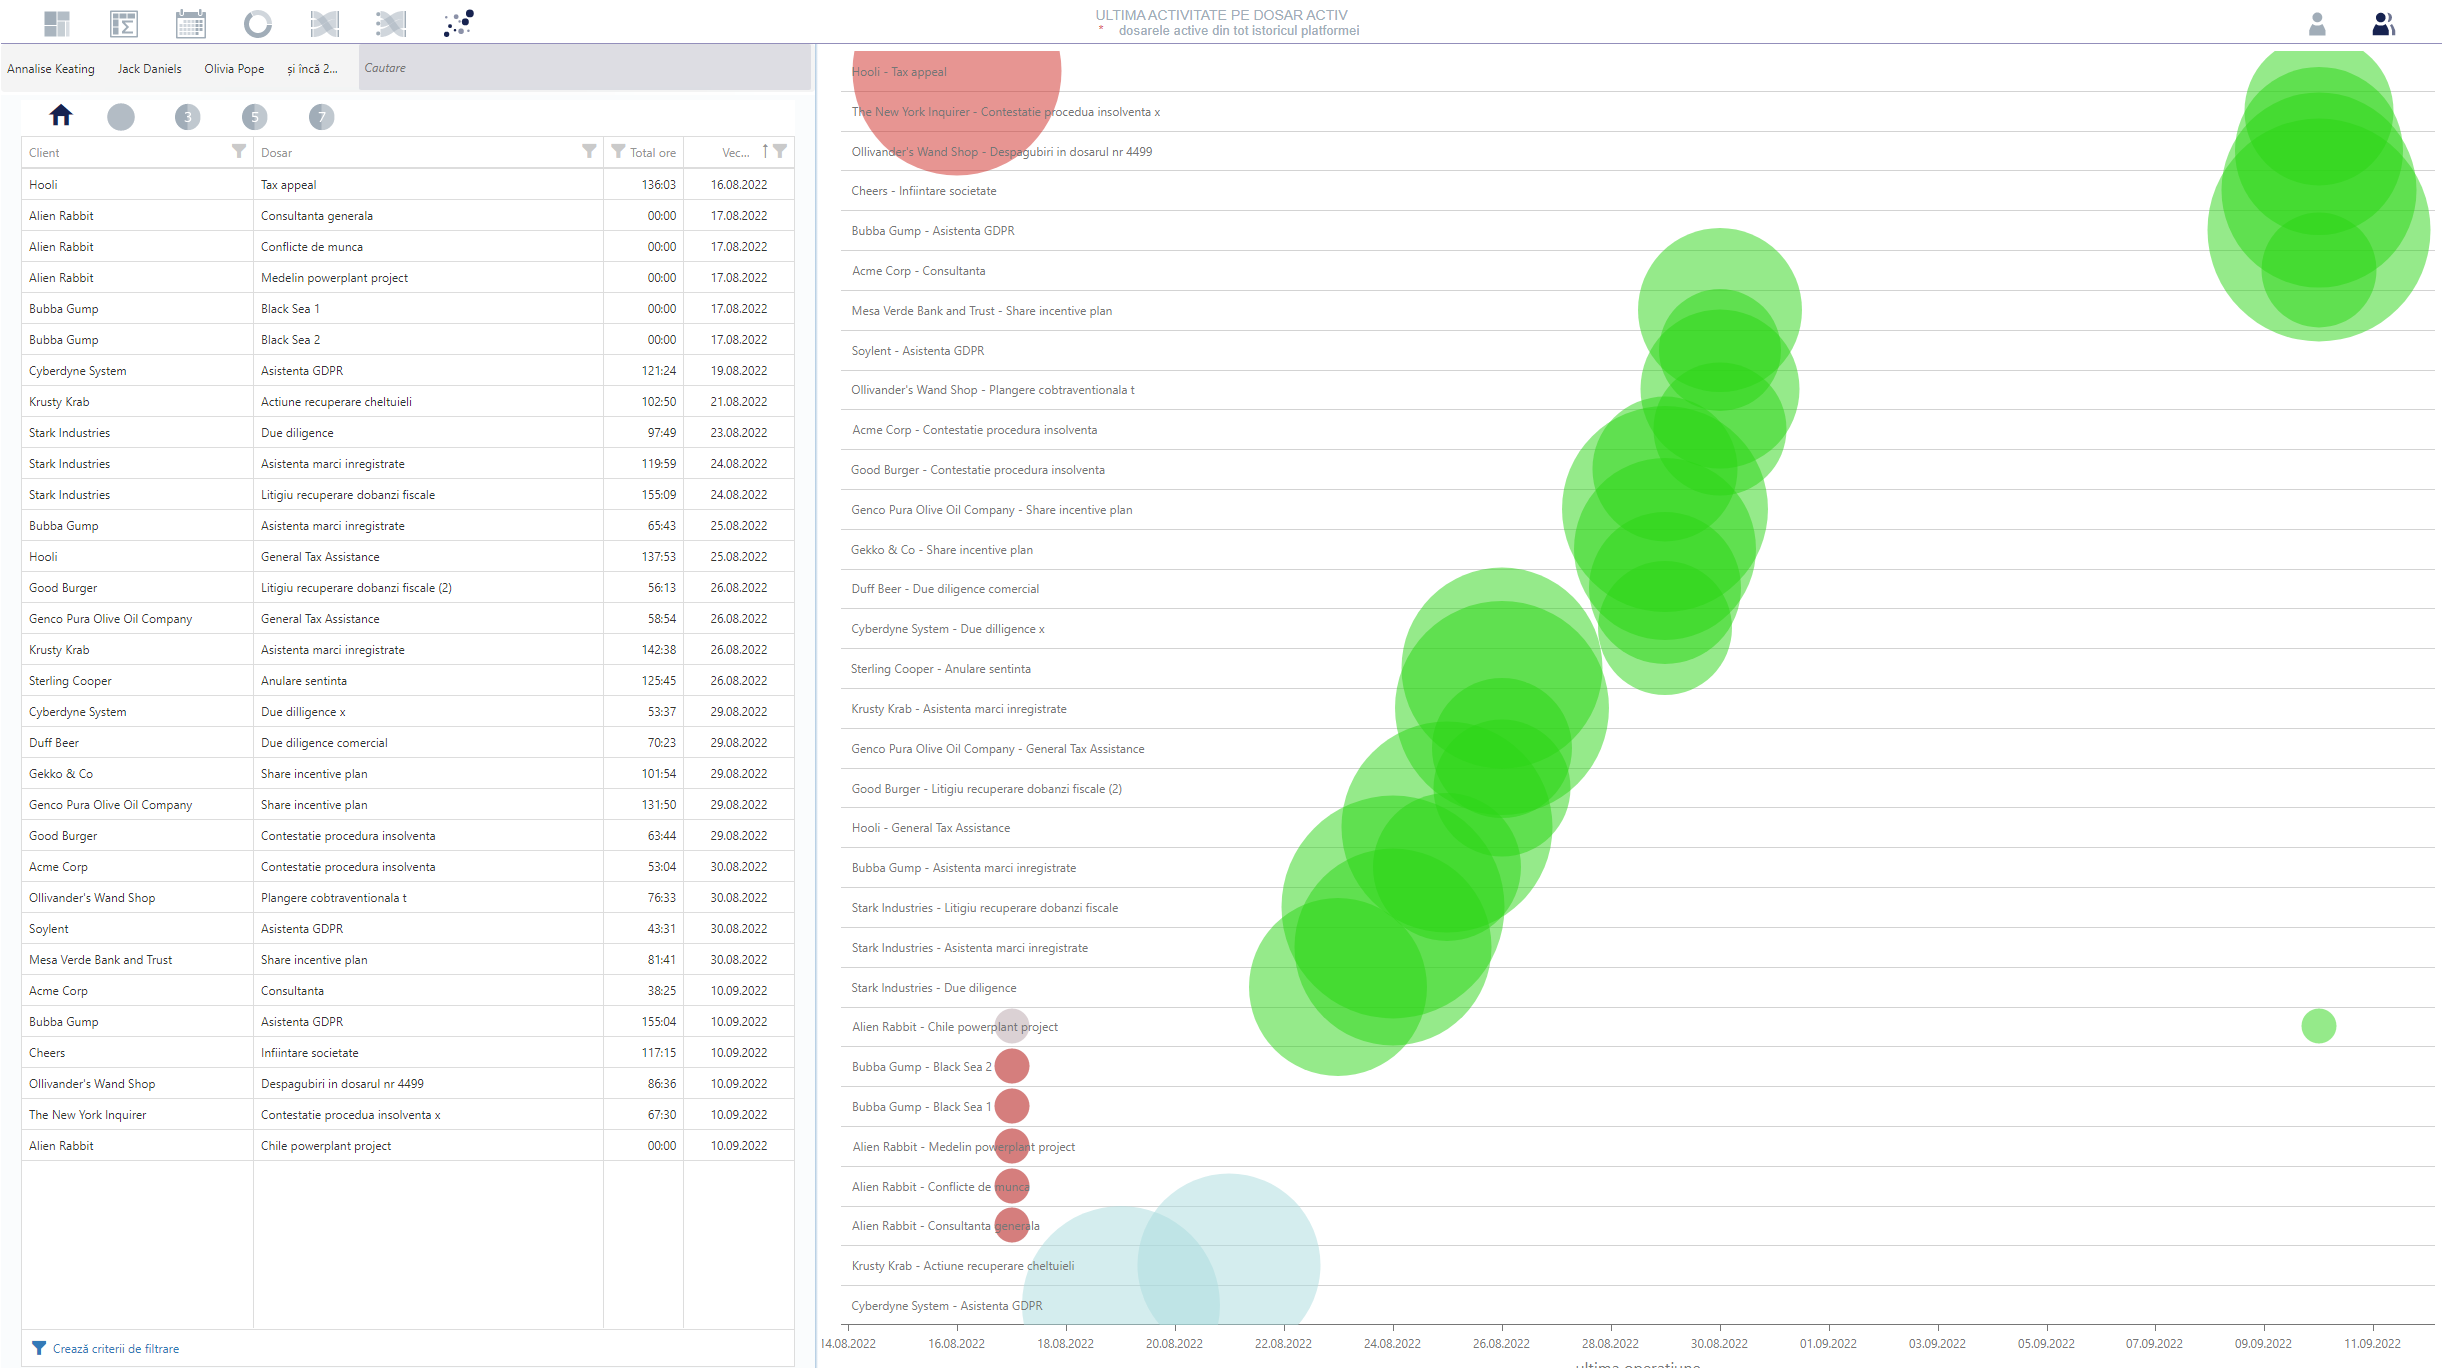 ULTIMA ACTIVITATE PE DOSAR ACTIV
* dosarele active din tot istoricul platformei
Annalise Keating Jack Daniels Olivia Pope și încă 2... Cautare
3 5 7
Client Dosar Total ore Vec...
Hooli Tax appeal 136:03 16.08.2022
Alien Rabbit Consultanta generala 00:00 17.08.2022
Alien Rabbit Conflicte de munca 00:00 17.08.2022
Alien Rabbit Medelin powerplant project 00:00 17.08.2022
Bubba Gump Black Sea 1 00:00 17.08.2022
Bubba Gump Black Sea 2 00:00 17.08.2022
Cyberdyne System Asistenta GDPR 121:24 19.08.2022
Krusty Krab Actiune recuperare cheltuieli 102:50 21.08.2022
Stark Industries Due diligence 97:49 23.08.2022
Stark Industries Asistenta marci inregistrate 119:59 24.08.2022
Stark Industries Litigiu recuperare dobanzi fiscale 155:09 24.08.2022
Bubba Gump Asistenta marci inregistrate 65:43 25.08.2022
Hooli General Tax Assistance 137:53 25.08.2022
Good Burger Litigiu recuperare dobanzi fiscale (2) 56:13 26.08.2022
Genco Pura Olive Oil Company General Tax Assistance 58:54 26.08.2022
Krusty Krab Asistenta marci inregistrate 142:38 26.08.2022
Sterling Cooper Anulare sentinta 125:45 26.08.2022
Cyberdyne System Due dilligence x 53:37 29.08.2022
Duff Beer Due diligence comercial 70:23 29.08.2022
Gekko & Co Share incentive plan 101:54 29.08.2022
Genco Pura Olive Oil Company Share incentive plan 131:50 29.08.2022
Good Burger Contestatie procedura insolventa 63:44 29.08.2022
Acme Corp Contestatie procedura insolventa 53:04 30.08.2022
Ollivander's Wand Shop Plangere cobtraventionala t 76:33 30.08.2022
Soylent Asistenta GDPR 43:31 30.08.2022
Mesa Verde Bank and Trust Share incentive plan 81:41 30.08.2022
Acme Corp Consultanta 38:25 10.09.2022
Bubba Gump Asistenta GDPR 155:04 10.09.2022
Cheers Infiintare societate 117:15 10.09.2022
Ollivander's Wand Shop Despagubiri in dosarul nr 4499 86:36 10.09.2022
The New York Inquirer Contestatie procedua insolventa x 67:30 10.09.2022
Alien Rabbit Chile powerplant project 00:00 10.09.2022
Crează criterii de filtrare
Hooli - Tax appeal
The New York Inquirer - Contestatie procedua insolventa x
Ollivander's Wand Shop - Despagubiri in dosarul nr 4499
Cheers - Infiintare societate
Bubba Gump - Asistenta GDPR
Acme Corp - Consultanta
Mesa Verde Bank and Trust - Share incentive plan
Soylent - Asistenta GDPR
Ollivander's Wand Shop - Plangere cobtraventionala t
Acme Corp - Contestatie procedura insolventa
Good Burger - Contestatie procedura insolventa
Genco Pura Olive Oil Company - Share incentive plan
Gekko & Co - Share incentive plan
Duff Beer - Due diligence comercial
Cyberdyne System - Due dilligence x
Sterling Cooper - Anulare sentinta
Krusty Krab - Asistenta marci inregistrate
Genco Pura Olive Oil Company - General Tax Assistance
Good Burger - Litigiu recuperare dobanzi fiscale (2)
Hooli - General Tax Assistance
Bubba Gump - Asistenta marci inregistrate
Stark Industries - Litigiu recuperare dobanzi fiscale
Stark Industries - Asistenta marci inregistrate
Stark Industries - Due diligence
Alien Rabbit - Chile powerplant project
Bubba Gump - Black Sea 2
Bubba Gump - Black Sea 1
Alien Rabbit - Medelin powerplant project
Alien Rabbit - Conflicte de munca
Alien Rabbit - Consultanta generala
Krusty Krab - Actiune recuperare cheltuieli
Cyberdyne System - Asistenta GDPR
14.08.2022 16.08.2022 18.08.2022 20.08.2022 22.08.2022 24.08.2022 26.08.2022 28.08.2022 30.08.2022 01.09.2022 03.09.2022 05.09.2022 07.09.2022 09.09.2022 11.09.2022
ultima operatiune